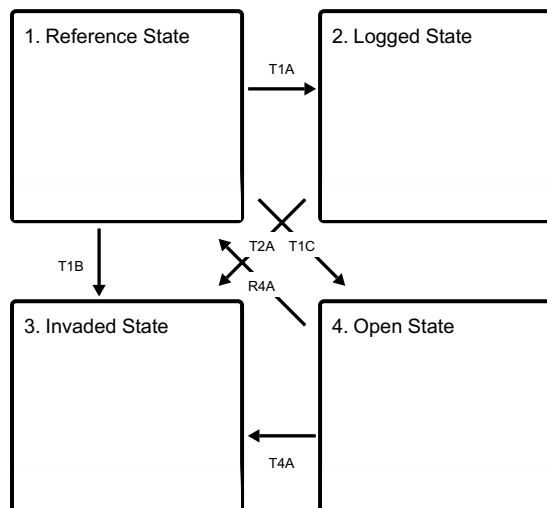 1. Reference State
2. Logged State
T1A
T2A
T1C
T1B
R4A
3. Invaded State
4. Open State
T4A